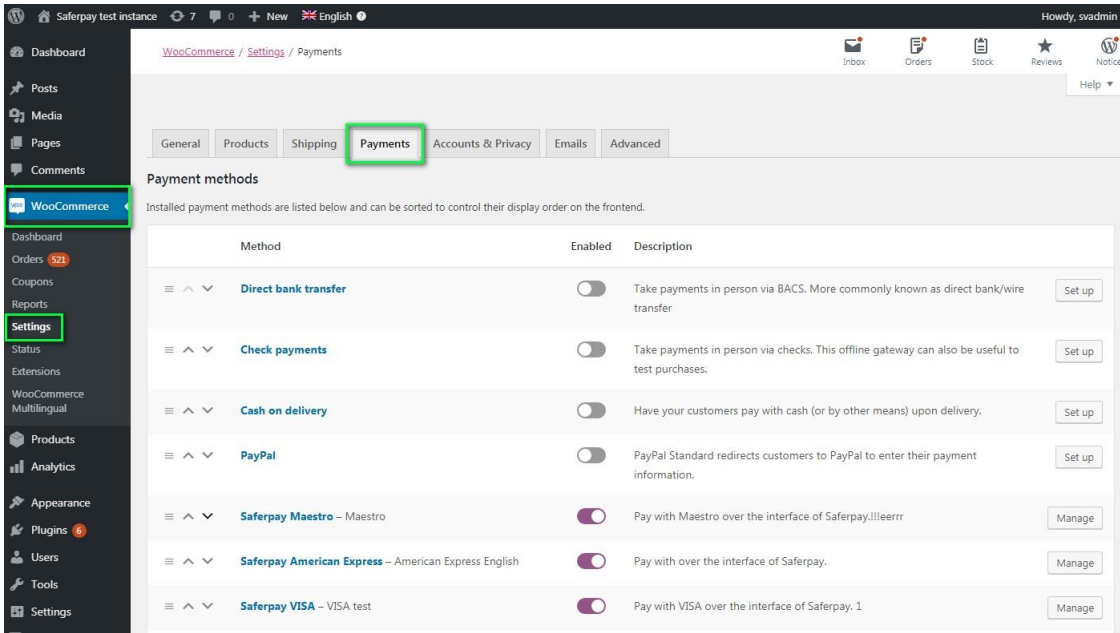 Saferpay test instance 7 0 + New English
Howdy, svadmin
Dashboard
Posts
Media
Pages
Comments
WooCommerce
Dashboard
Orders 521
Coupons
Reports
Settings
Status
Extensions
WooCommerce
Multilingual
Products
Analytics
Appearance
Plugins 6
Users
Tools
Settings
WooCommerce / Settings / Payments
Inbox
Orders
Stock
Reviews
Notice
Help
General Products Shipping Payments Accounts & Privacy Emails Advanced
Payment methods
Installed payment methods are listed below and can be sorted to control their display order on the frontend.
Method Enabled Description
Direct bank transfer
Take payments in person via BACS. More commonly known as direct bank/wire
transfer
Set up
Check payments
Take payments in person via checks. This offline gateway can also be useful to
test purchases.
Set up
Cash on delivery
Have your customers pay with cash (or by other means) upon delivery.
Set up
PayPal
PayPal Standard redirects customers to PayPal to enter their payment
information.
Set up
Saferpay Maestro – Maestro
Pay with Maestro over the interface of Saferpay.!!!eerrr
Manage
Saferpay American Express – American Express English
Pay with over the interface of Saferpay.
Manage
Saferpay VISA – VISA test
Pay with VISA over the interface of Saferpay. 1
Manage